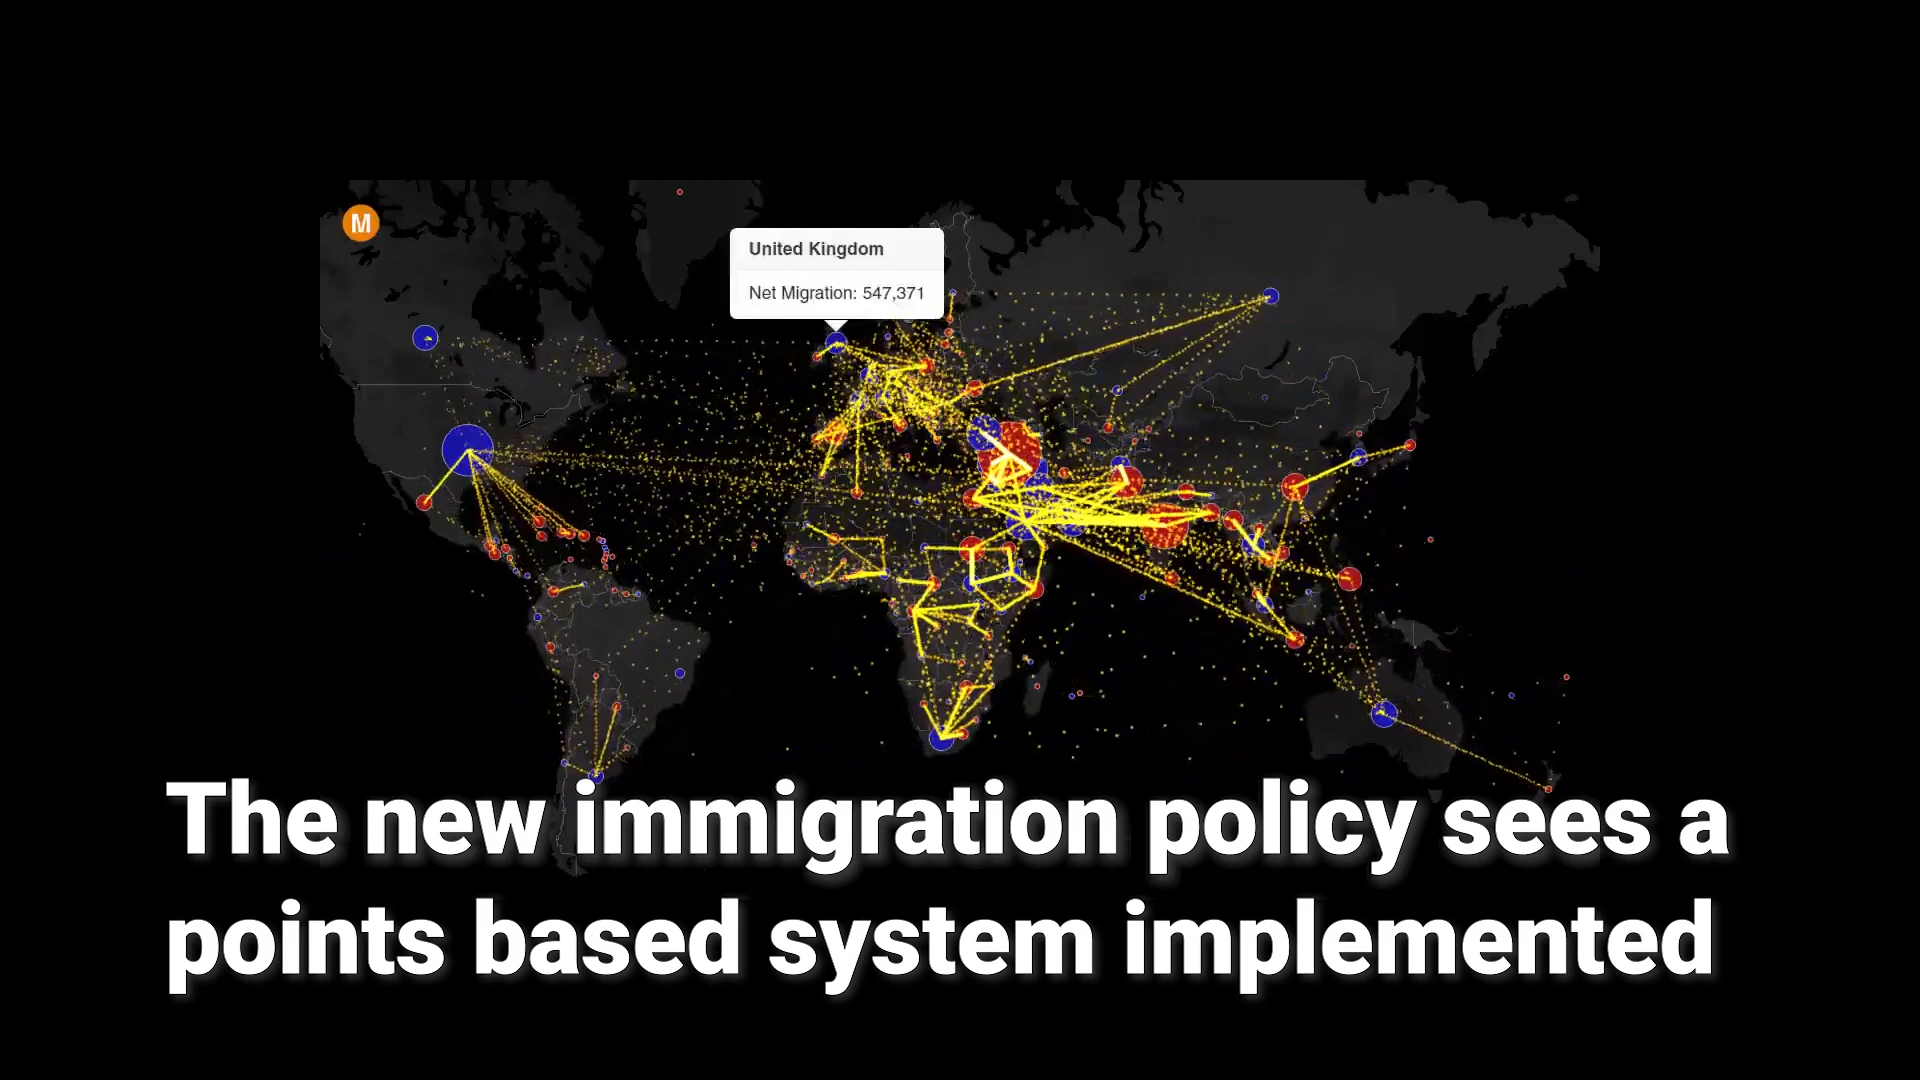 M
United Kingdom
Net Migration: 547,371
The new immigration policy sees a
points based system implemented